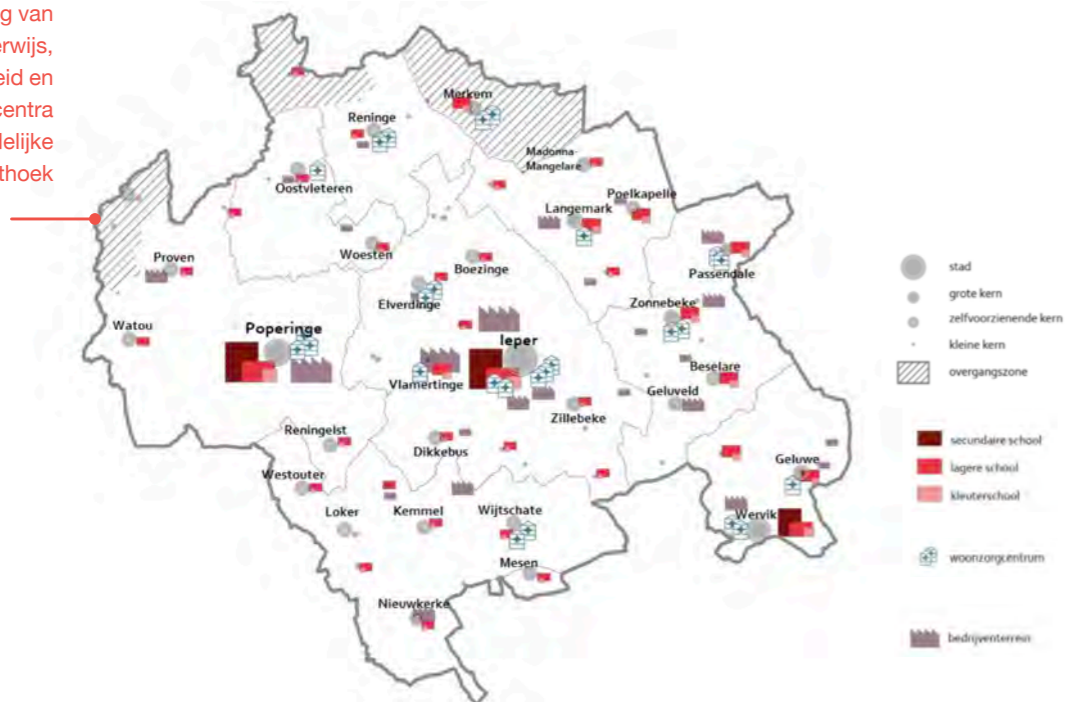 g van
erwijs,
eid en
centra
delijke
thoek
Merkem
Reninge
Madonna-
Mangelare
Oostvleteren
Poelkapelle
Langemark
Woesten
Boezinge
Passendale
Proven
Elverdinge
Zonnebeke
Watou
Poperinge
Ieper
Vlamertinge
Beselare
Geluveld
Zillebeke
Reningelst
Dikkebus
Geluwe
Westouter
Loker
Kemmel
Wijtschate
Wervik
Mesen
Nieuwkerke
stad
grote kern
zelfvoorzienende kern
kleine kern
overgangszone
secundaire school
lagere school
kleuterschool
woonzorgcentrum
bedrijventerrein